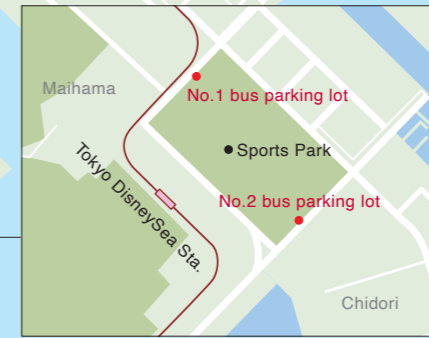 Maihama
No.1 bus parking lot
Sports Park
Tokyo DisneySea Sta.
No.2 bus parking lot
Chidori